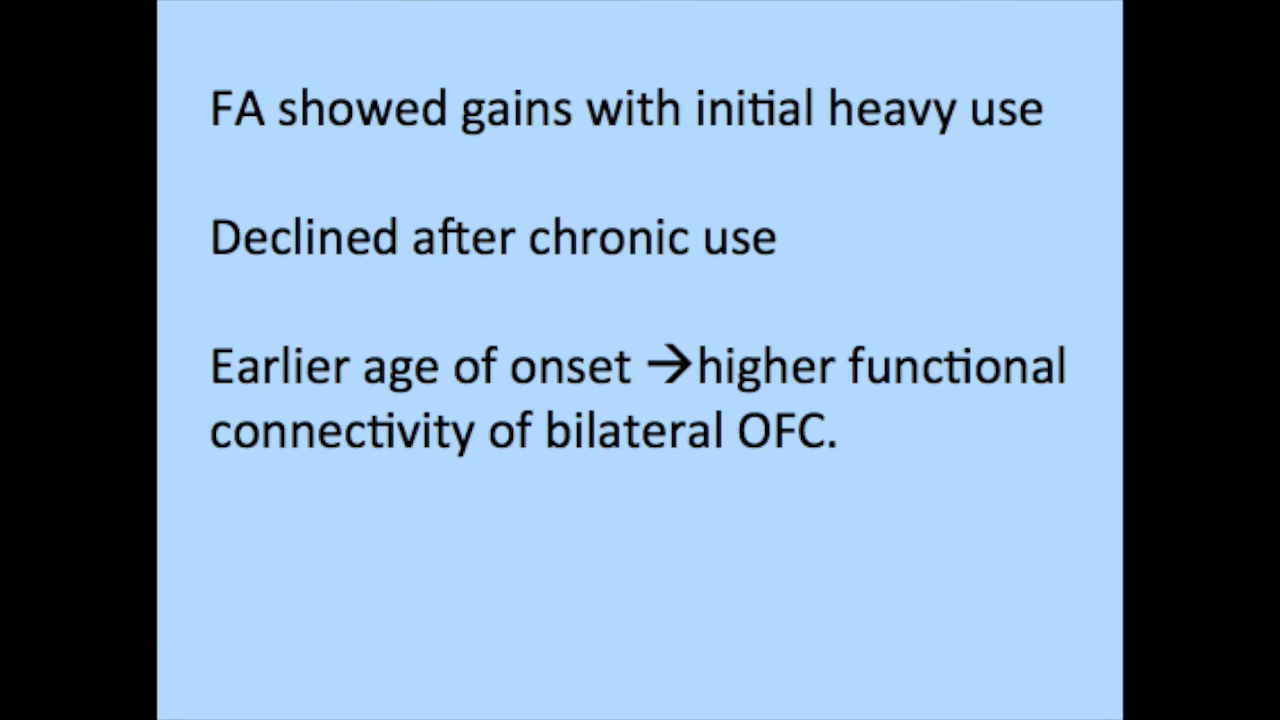 FA showed gains with initial heavy use
Declined after chronic use
Earlier age of onset →higher functional
connectivity of bilateral OFC.